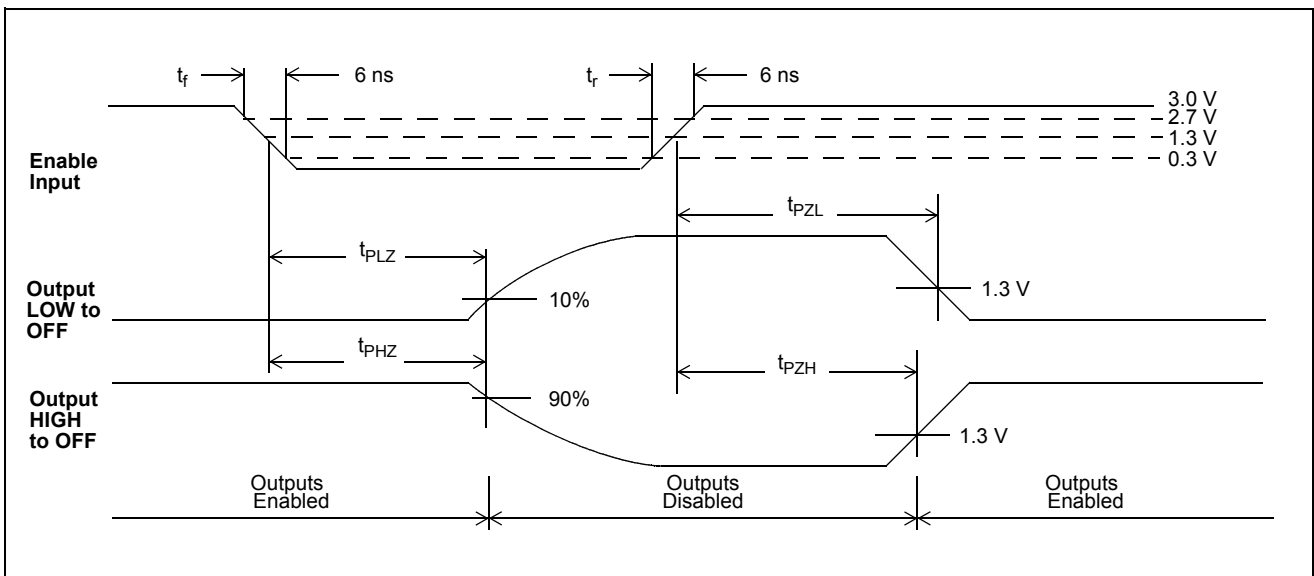 tf
6 ns
tr
6 ns
3.0 V
2.7 V
1.3 V
0.3 V
Enable
Input
tPZL
tPLZ
Output
LOW to
OFF
10%
1.3 V
tPHZ
tPZH
Output
HIGH
to OFF
90%
1.3 V
Outputs
Enabled
Outputs
Disabled
Outputs
Enabled